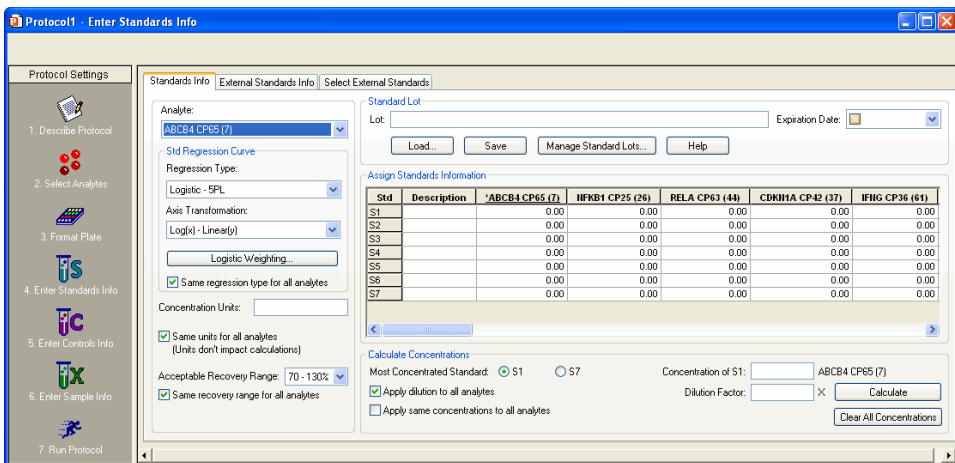 Protocol1 - Enter Standards Info
Protocol Settings
1. Describe Protocol
2. Select Analytes
3. Format Plate
4. Enter Standards Info
5. Enter Controls Info
6. Enter Sample Info
7. Run Protocol
Standards Info External Standards Info Select External Standards
Analyte:
ABCB4 CP65 (7)
Std Regression Curve
Regression Type:
Logistic - 5PL
Axis Transformation:
Log(x) - Linear(y)
Logistic Weighting...
Same regression type for all analytes
Concentration Units:
Same units for all analytes
(Units don't impact calculations)
Acceptable Recovery Range: 70 - 130%
Same recovery range for all analytes
Standard Lot
Lot: Expiration Date:
Load... Save Manage Standard Lots... Help
Assign Standards Information
Std Description *ABCB4 CP65 (7) NFKB1 CP25 (26) RELA CP63 (44) CDKN1A CP42 (37) IFNG CP36 (61)
S1 0.00 0.00 0.00 0.00 0.00
S2 0.00 0.00 0.00 0.00 0.00
S3 0.00 0.00 0.00 0.00 0.00
S4 0.00 0.00 0.00 0.00 0.00
S5 0.00 0.00 0.00 0.00 0.00
S6 0.00 0.00 0.00 0.00 0.00
S7 0.00 0.00 0.00 0.00 0.00
Calculate Concentrations
Most Concentrated Standard: S1 S7 Concentration of S1: ABCB4 CP65 (7)
Apply dilution to all analytes Dilution Factor: X Calculate
Apply same concentrations to all analytes
Clear All Concentrations